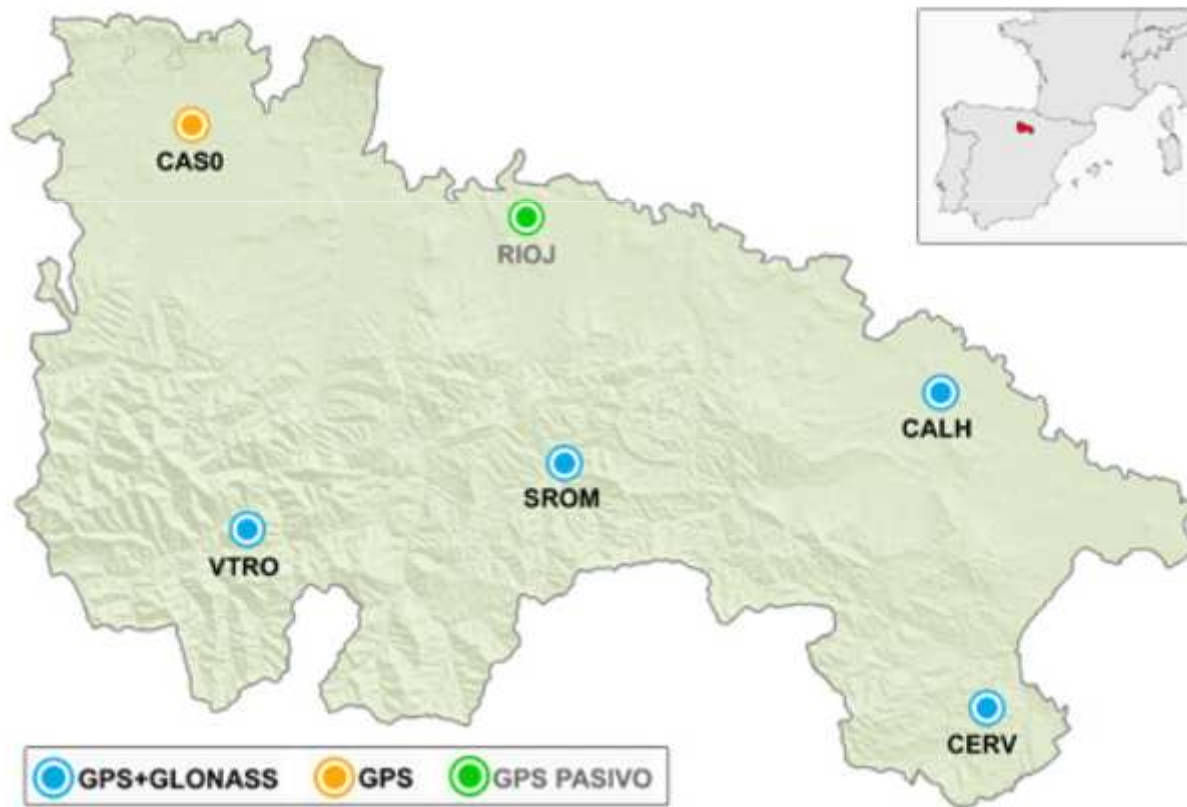 CAS0
RIOJ
CALH
SROM
VTRO
CERV
GPS+GLONASS GPS GPS PASIVO